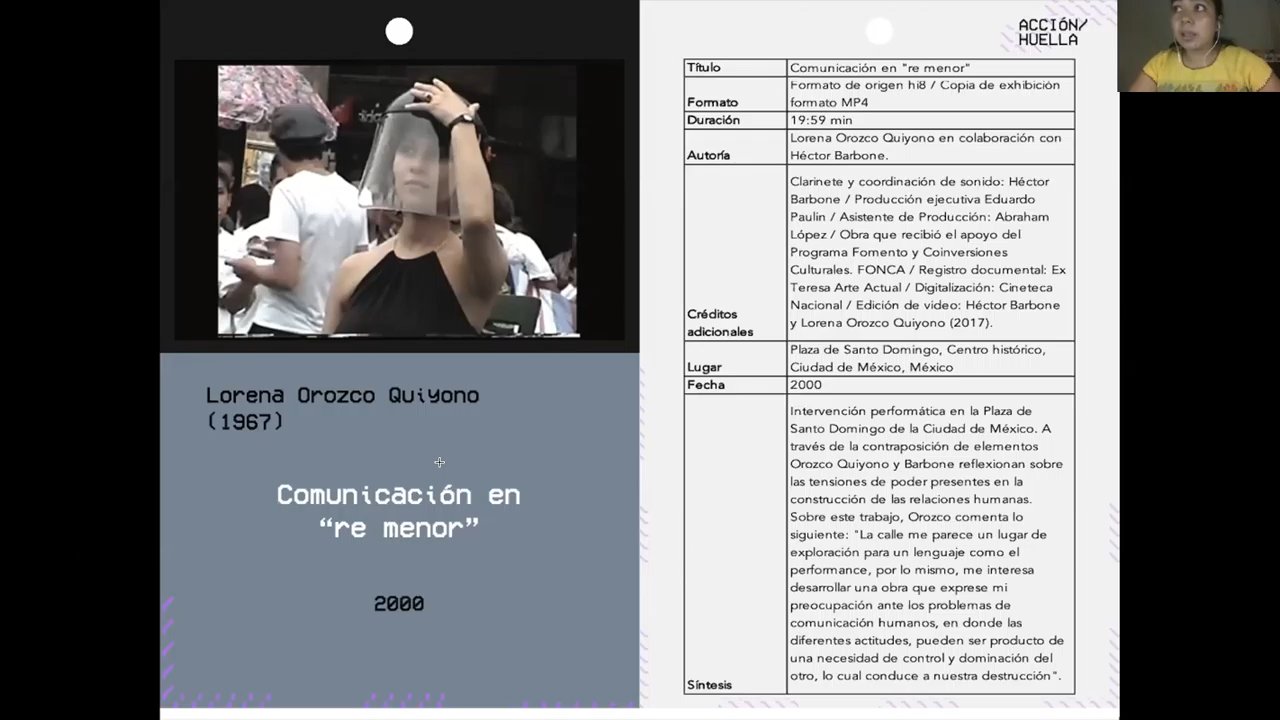 Lorena Orozco Quiyono
(1967)
Comunicación en
“re menor”
2000
ACCIÓN/
HUELLA
Título
Comunicación en "re menor"
Formato
Formato de origen hi8 / Copia de exhibición
formato MP4
Duración
19:59 min
Autoría
Lorena Orozco Quiyono en colaboración con
Héctor Barbone.
Créditos
adicionales
Clarinete y coordinación de sonido: Héctor
Barbone / Producción ejecutiva Eduardo
Paulin / Asistente de Producción: Abraham
López / Obra que recibió el apoyo del
Programa Fomento y Coinversiones
Culturales. FONCA / Registro documental: Ex
Teresa Arte Actual / Digitalización: Cineteca
Nacional / Edición de video: Héctor Barbone
y Lorena Orozco Quiyono (2017).
Lugar
Plaza de Santo Domingo, Centro histórico,
Ciudad de México, México
Fecha
2000
Síntesis
Intervención performática en la Plaza de
Santo Domingo de la Ciudad de México. A
través de la contraposición de elementos
Orozco Quiyono y Barbone reflexionan sobre
las tensiones de poder presentes en la
construcción de las relaciones humanas.
Sobre este trabajo, Orozco comenta lo
siguiente: "La calle me parece un lugar de
exploración para un lenguaje como el
performance, por lo mismo, me interesa
desarrollar una obra que exprese mi
preocupación ante los problemas de
comunicación humanos, en donde las
diferentes actitudes, pueden ser producto de
una necesidad de control y dominación del
otro, lo cual conduce a nuestra destrucción".